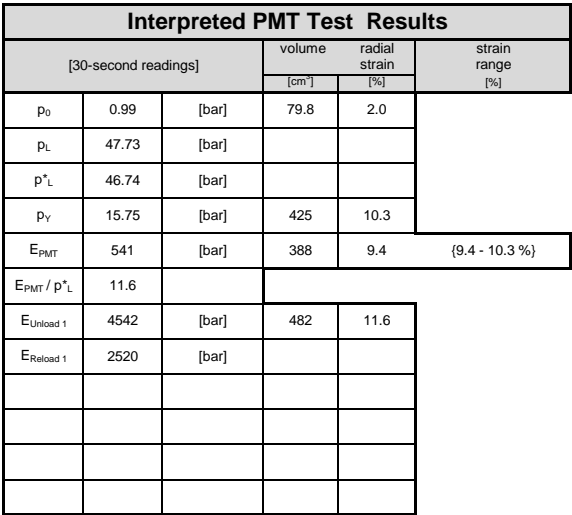 Interpreted PMT Test Results
[30-second readings] volume radial strain strain range
[cm³] [%] [%]
p₀ 0.99 [bar] 79.8 2.0
pL 47.73 [bar]
p*L 46.74 [bar]
pY 15.75 [bar] 425 10.3
EPMT 541 [bar] 388 9.4 {9.4 - 10.3 %}
EPMT / p*L 11.6
EUnload 1 4542 [bar] 482 11.6
EReload 1 2520 [bar]